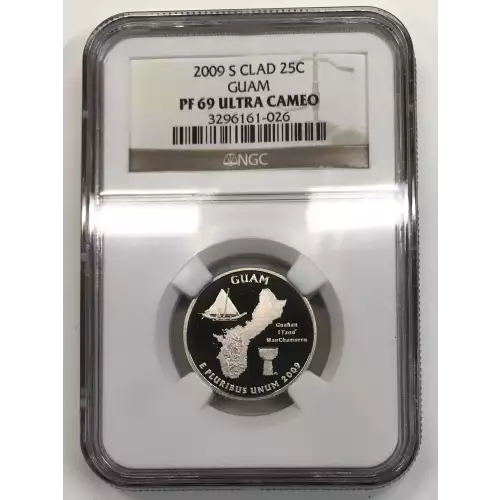 2009 S CLAD 25C
GUAM
PF 69 ULTRA CAMEO
3296161-026
NGC
GUAM
Guahan
I Tano'
ManChamorro
E PLURIBUS UNUM 2009